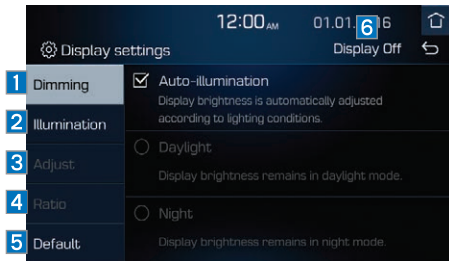 12:00 AM 01.01. 16
6
Display settings Display Off
1 Dimming
Auto-illumination
Display brightness is automatically adjusted
according to lighting conditions.
2 Illumination
Daylight
3 Adjust
Display brightness remains in daylight mode.
4 Ratio
Night
5 Default
Display brightness remains in night mode.